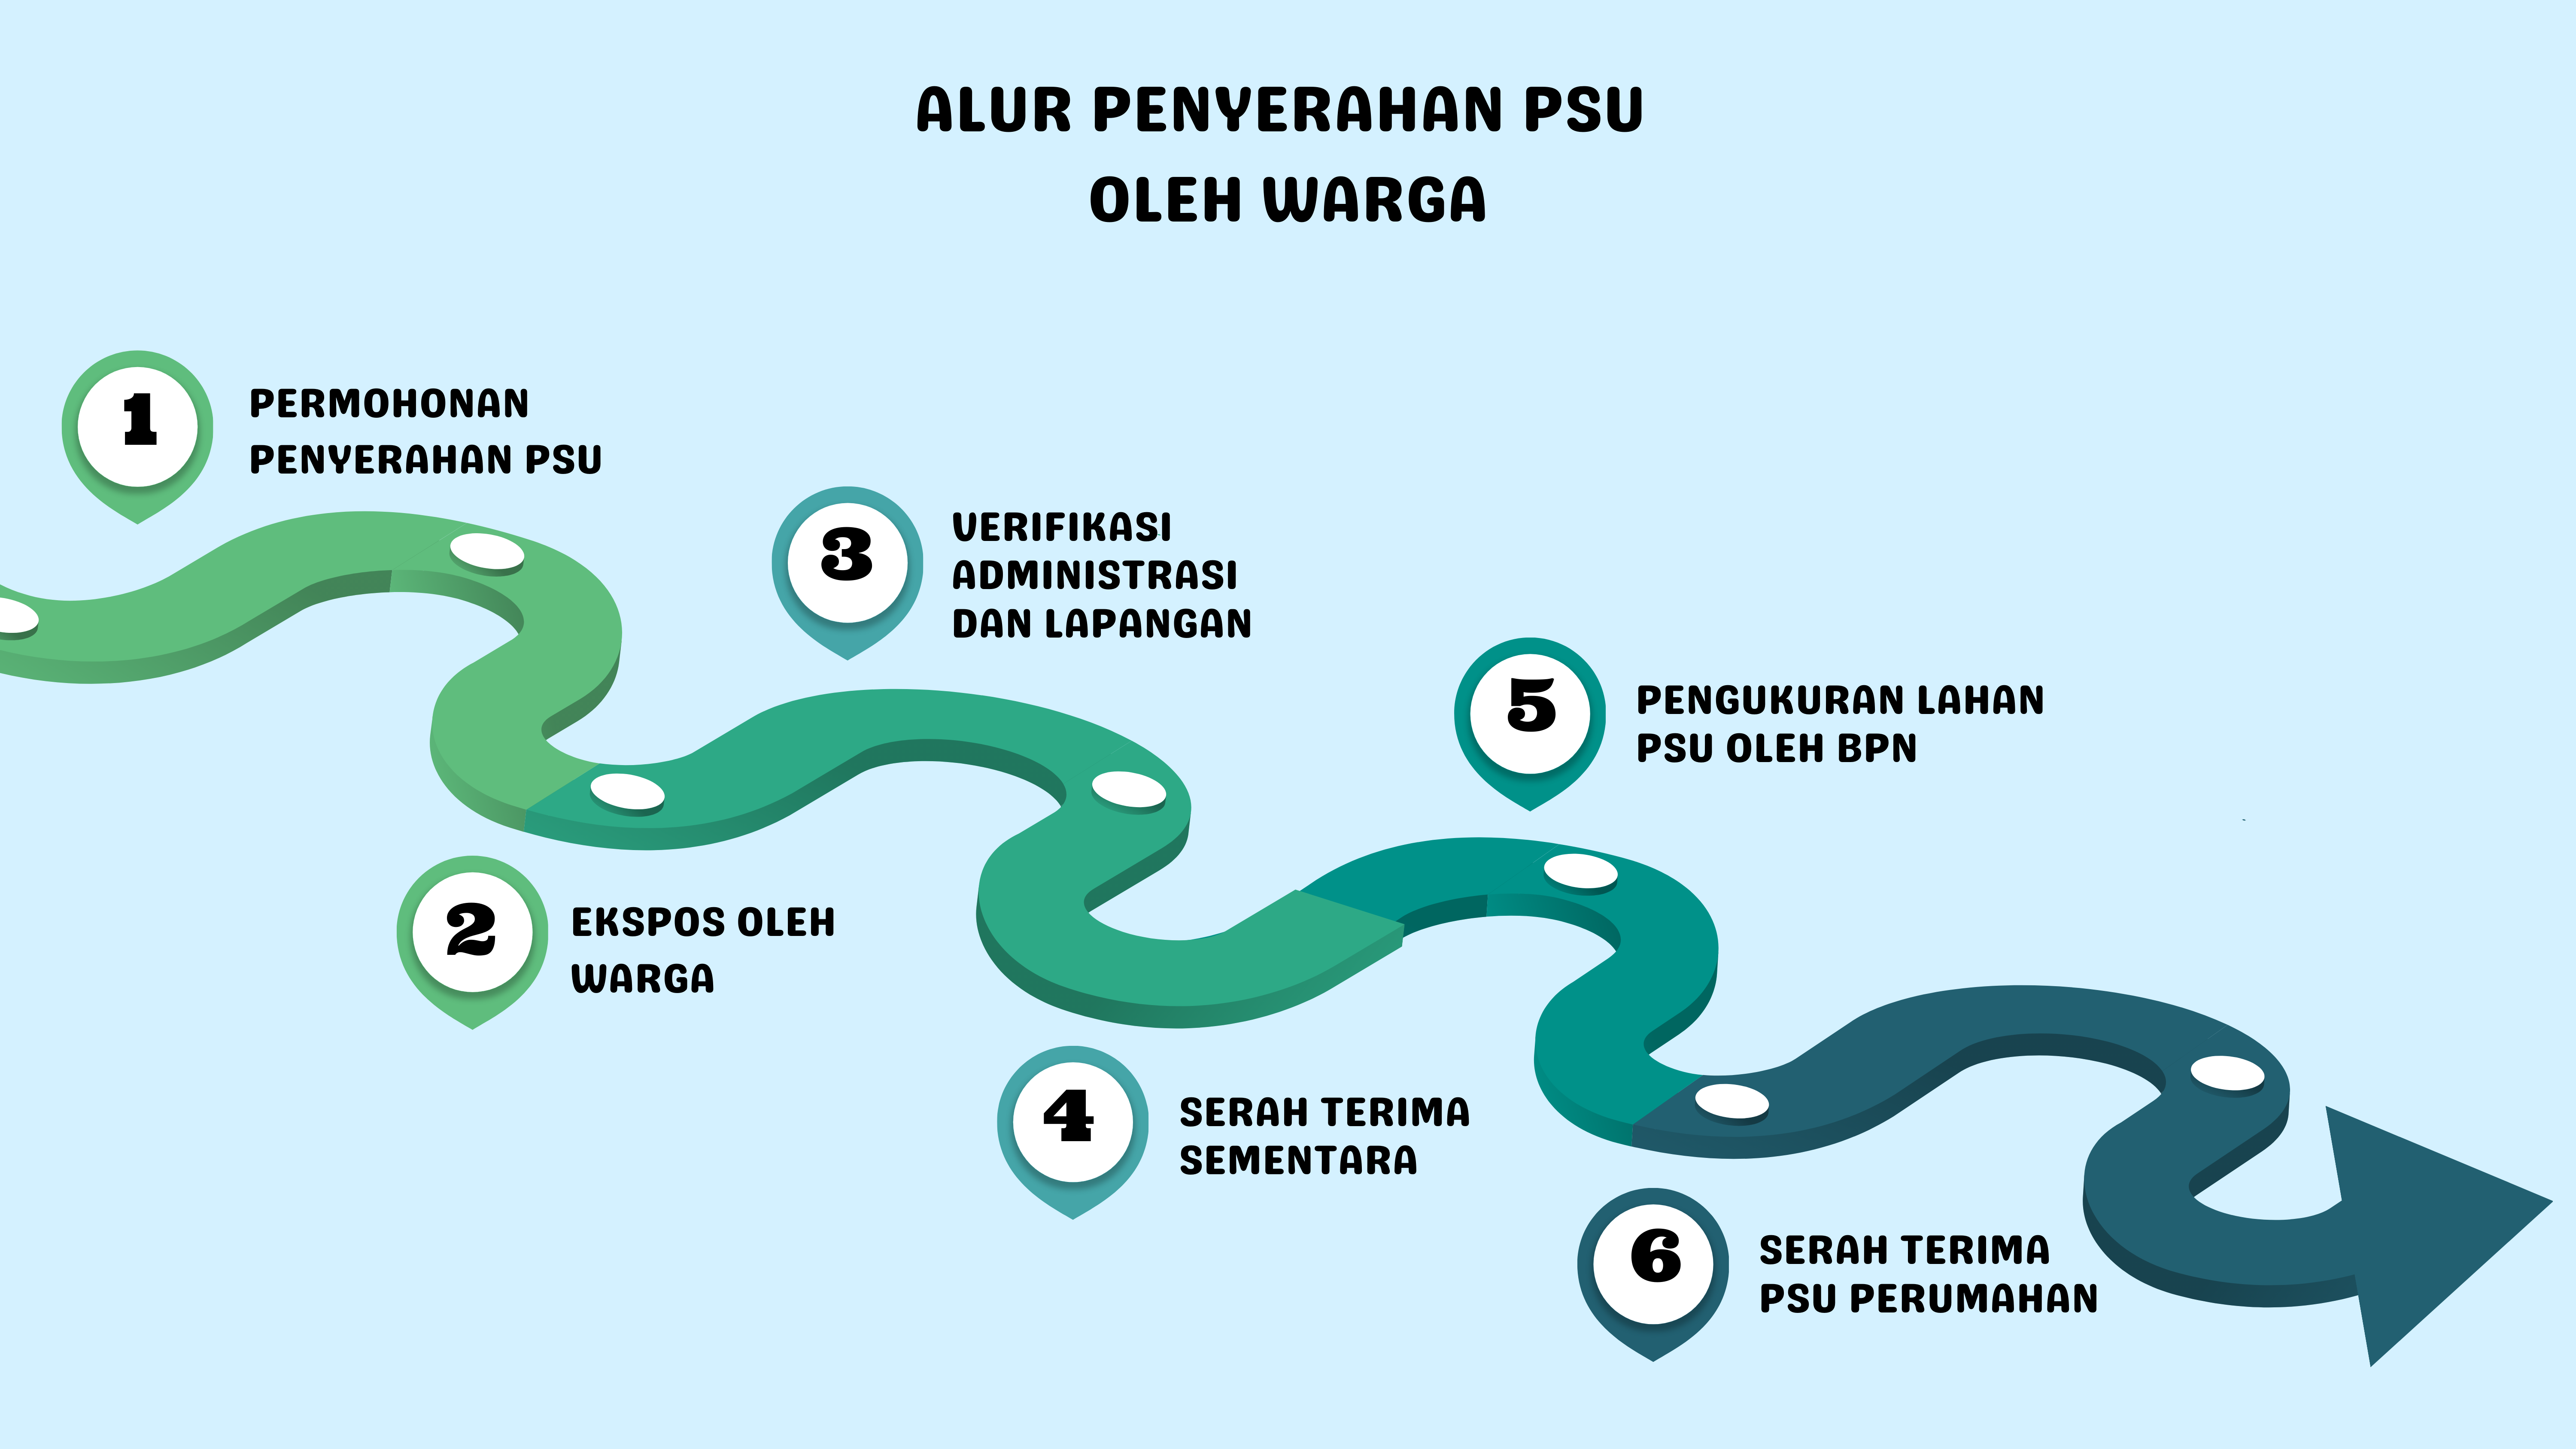 ALUR PENYERAHAN PSU
OLEH WARGA
1
PERMOHONAN
PENYERAHAN PSU
2
EKSPOS OLEH
WARGA
3
VERIFIKASI
ADMINISTRASI
DAN LAPANGAN
4
SERAH TERIMA
SEMENTARA
5
PENGUKURAN LAHAN
PSU OLEH BPN
6
SERAH TERIMA
PSU PERUMAHAN